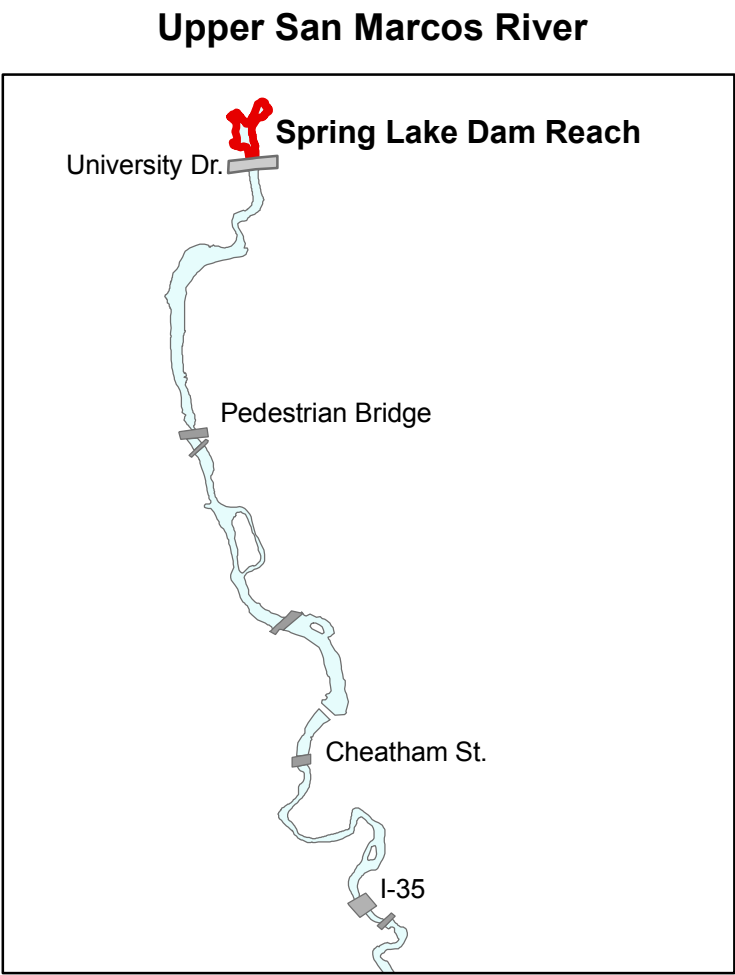 Upper San Marcos River
Spring Lake Dam Reach
University Dr.
Pedestrian Bridge
Cheatham St.
I-35